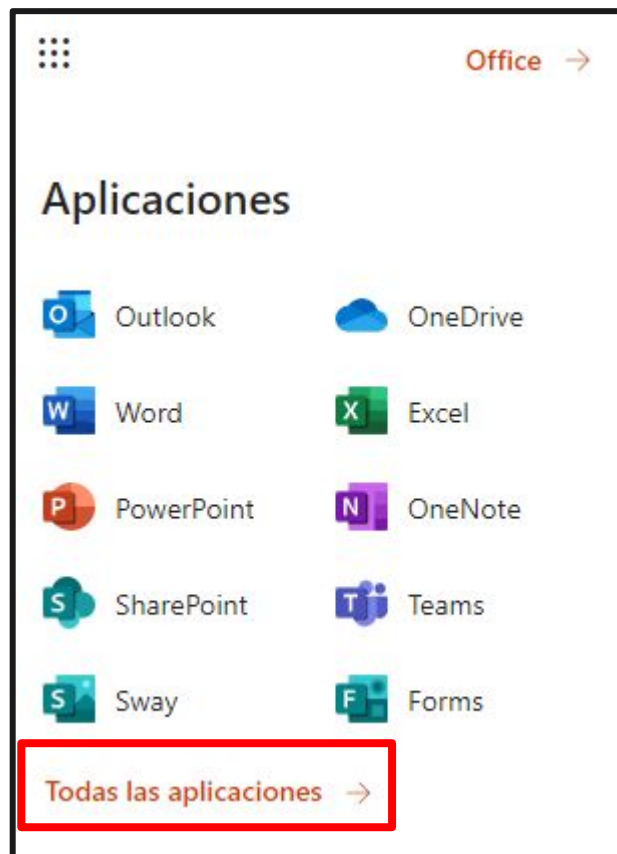 Office →
Aplicaciones
Outlook OneDrive
Word Excel
PowerPoint OneNote
SharePoint Teams
Sway Forms
Todas las aplicaciones →